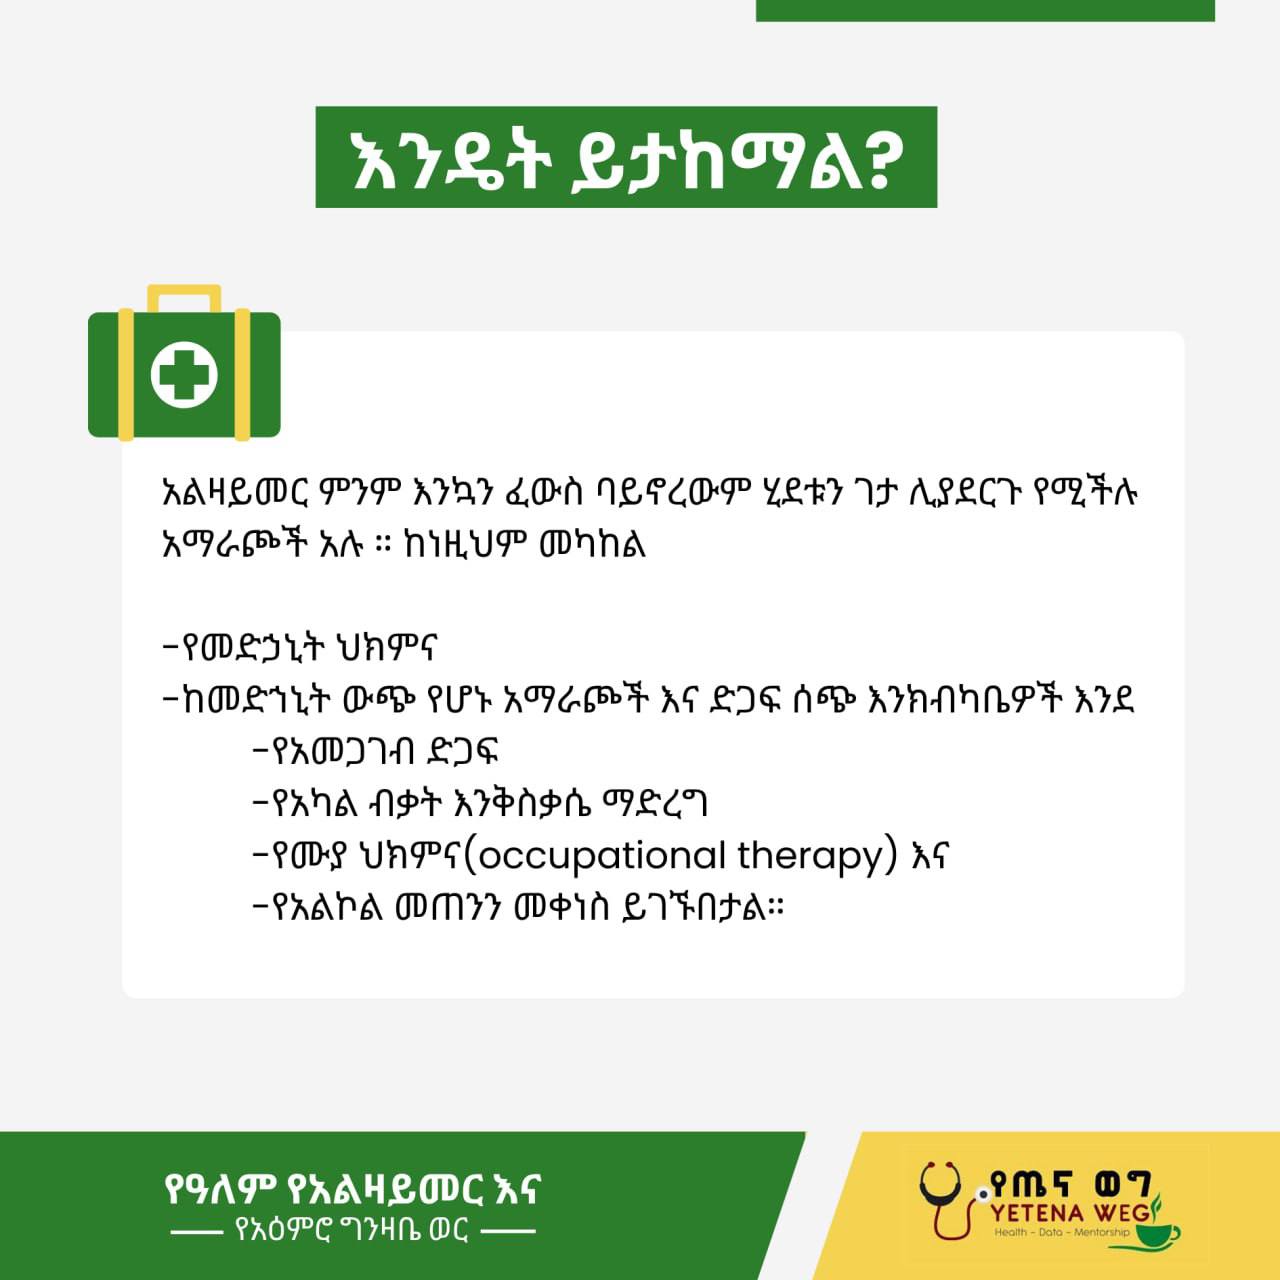 እንዴት ይታከማል?
አልዛይመር ምንም እንኳን ፈውስ ባይኖረውም ሂደቱን ገታ ሊያደርጉ የሚችሉ
አማራጮች አሉ ። ከነዚህም መካከል
-የመድኃኒት ህክምና
-ከመድኀኒት ውጭ የሆኑ አማራጮች እና ድጋፍ ሰጭ እንክብካቤዎች እንደ
-የአመጋገብ ድጋፍ
-የአካል ብቃት እንቅስቃሴ ማድረግ
-የሙያ ህክምና(occupational therapy) እና
-የአልኮል መጠንን መቀነስ ይገኙበታል።
የዓለም የአልዛይመር እና
የአዕምሮ ግንዛቤ ወር
የጤና ወግ
YETENA WEG
Health - Data - Mentorship